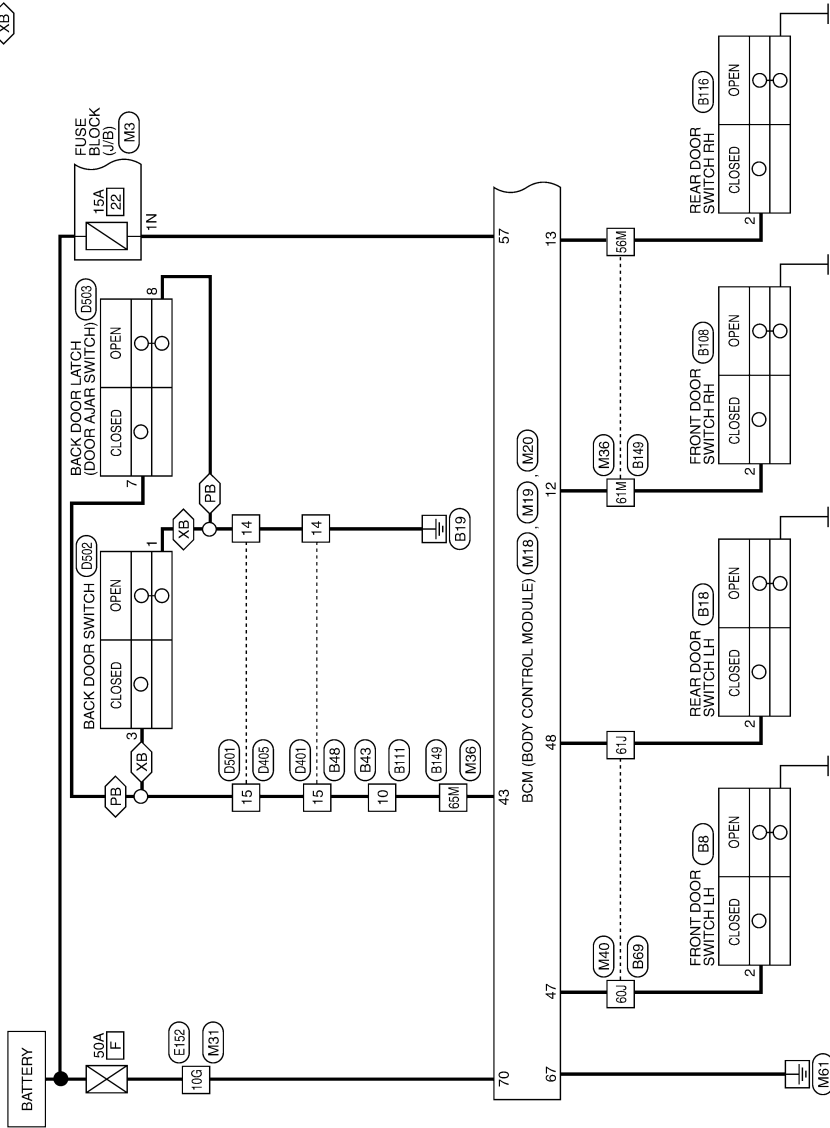 XB
BATTERY
50A
F
E152
M31
10G
70
67
M61
FUSE
BLOCK
(J/B)
M3
15A
22
1N
57
BACK DOOR LATCH
(DOOR AJAR SWITCH)
D503
CLOSED
OPEN
7
8
BACK DOOR SWITCH
D502
CLOSED
OPEN
3
1
PB
XB
XB
PB
15
D501
D405
14
15
D401
B48
14
10
B43
B111
65M
B149
M36
B19
43
BCM (BODY CONTROL MODULE)
M18
,
M19
,
M20
47
48
12
13
60J
M40
B69
61J
61M
M36
B149
56M
FRONT DOOR
SWITCH LH
B8
CLOSED
OPEN
2
REAR DOOR
SWITCH LH
B18
CLOSED
OPEN
2
FRONT DOOR
SWITCH RH
B108
CLOSED
OPEN
2
REAR DOOR
SWITCH RH
B116
CLOSED
OPEN
2